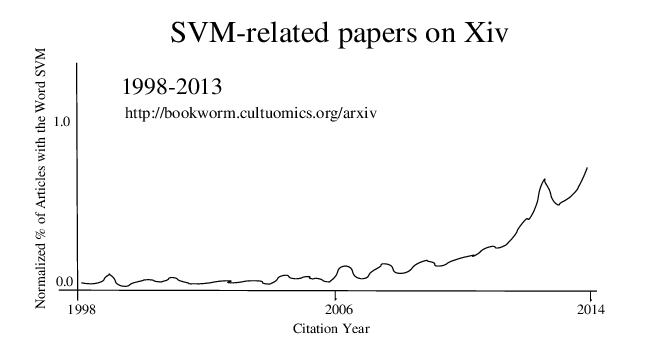 SVM-related papers on Xiv
1998-2013
http://bookworm.cultuomics.org/arxiv
Normalized % of Articles with the Word SVM
1.0
0.0
1998
2006
2014
Citation Year